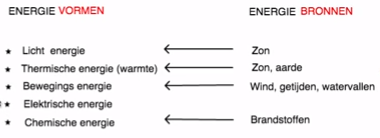 ENERGIE VORMEN ENERGIE BRONNEN
★ Licht energie Zon
★ Thermische energie (warmte) Zon, aarde
★ Bewegings energie Wind, getijden, watervallen
★ Elektrische energie
★ Chemische energie Brandstoffen